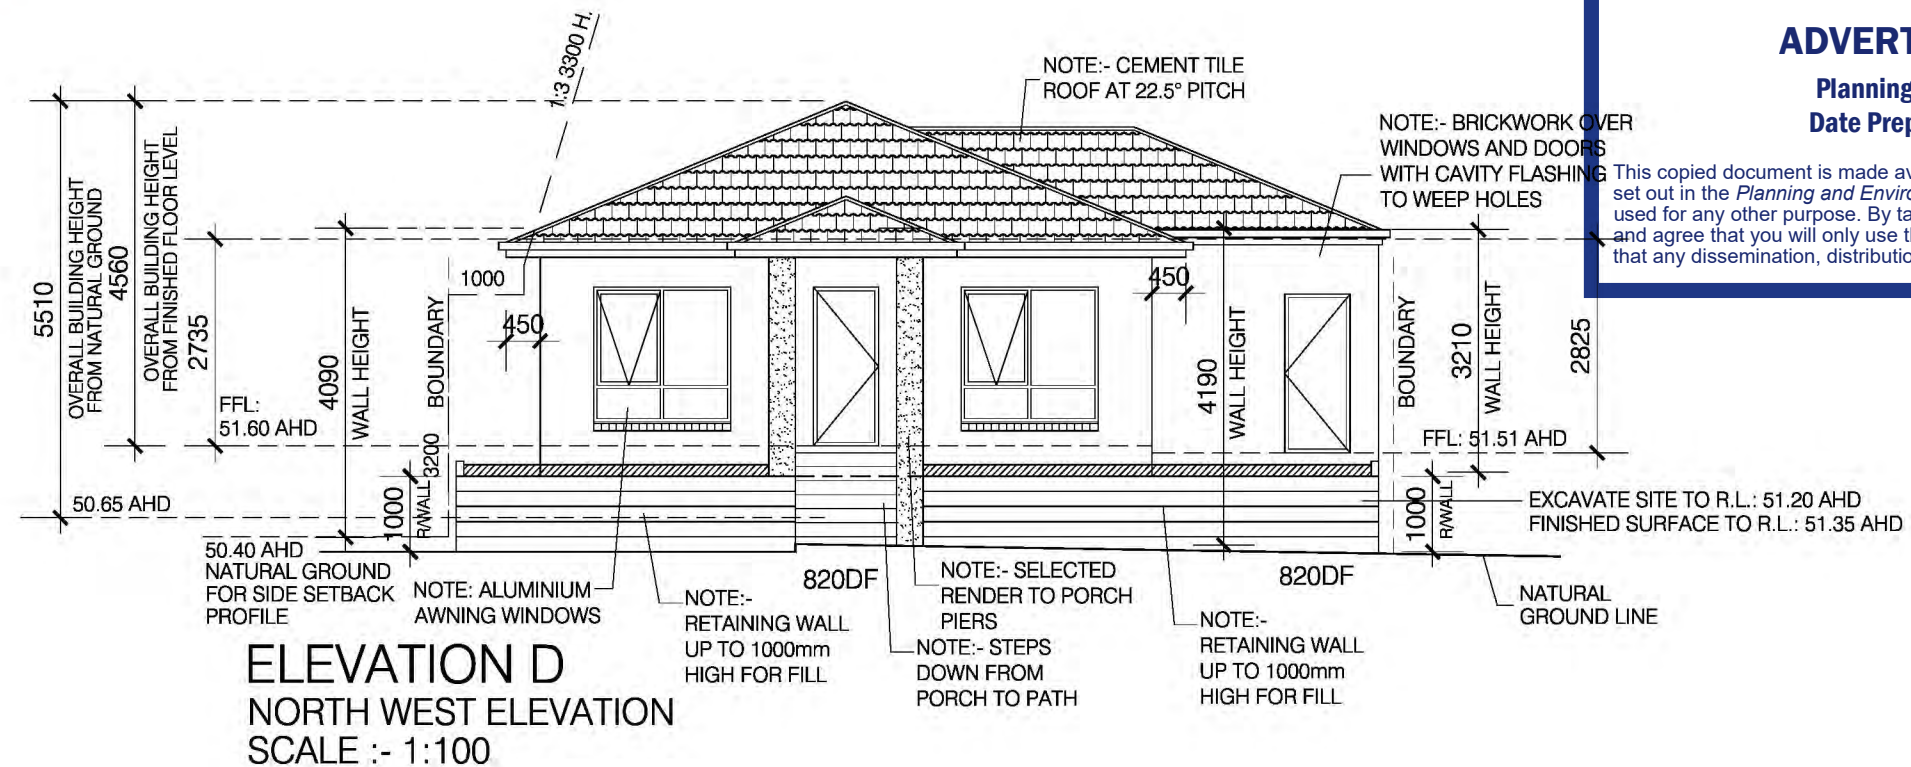 ADVERT
Planning
Date Prep
This copied document is made av
set out in the Planning and Enviro
used for any other purpose. By ta
and agree that you will only use th
that any dissemination, distributio
1:3 3300 H.
NOTE:- CEMENT TILE
ROOF AT 22.5° PITCH
NOTE:- BRICKWORK OVER
WINDOWS AND DOORS
WITH CAVITY FLASHING
TO WEEP HOLES
5510
OVERALL BUILDING HEIGHT
FROM NATURAL GROUND
4560
OVERALL BUILDING HEIGHT
FROM FINISHED FLOOR LEVEL
2735
FFL:
51.60 AHD
4090
WALL HEIGHT
BOUNDARY
3200
1000
450
450
4190
WALL HEIGHT
BOUNDARY
3210
WALL HEIGHT
2825
FFL: 51.51 AHD
50.65 AHD
1000
R/WALL
1000
R/WALL
EXCAVATE SITE TO R.L.: 51.20 AHD
FINISHED SURFACE TO R.L.: 51.35 AHD
50.40 AHD
NATURAL GROUND
FOR SIDE SETBACK
PROFILE
NOTE: ALUMINIUM
AWNING WINDOWS
NOTE:-
RETAINING WALL
UP TO 1000mm
HIGH FOR FILL
820DF
NOTE:- SELECTED
RENDER TO PORCH
PIERS
NOTE:- STEPS
DOWN FROM
PORCH TO PATH
820DF
NOTE:-
RETAINING WALL
UP TO 1000mm
HIGH FOR FILL
NATURAL
GROUND LINE
ELEVATION D
NORTH WEST ELEVATION
SCALE :- 1:100